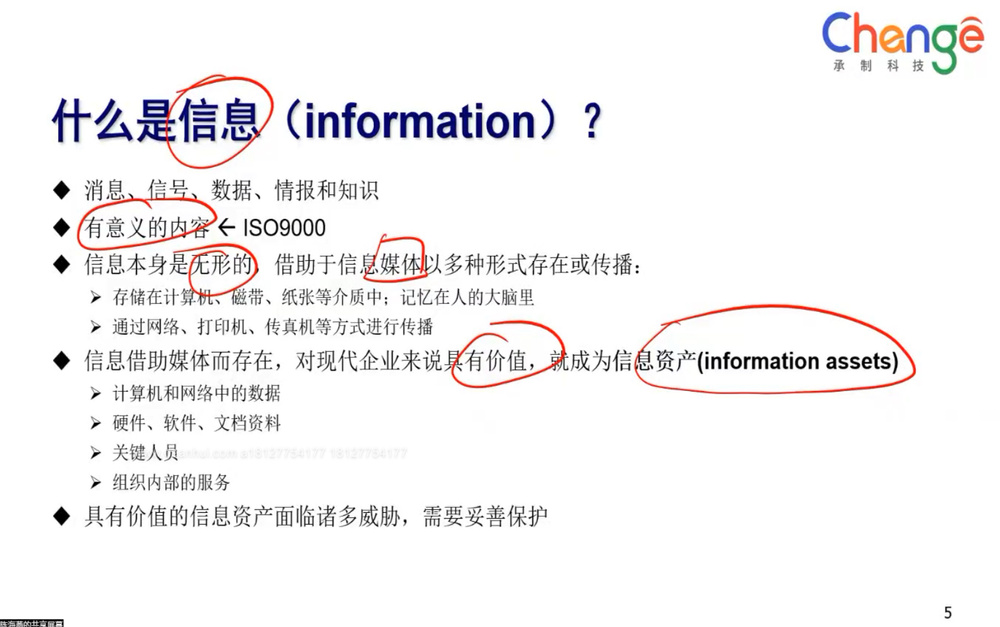 Change
承制科技
什么是信息（information）？
◆ 消息、信号、数据、情报和知识
◆ 有意义的内容 ← ISO9000
◆ 信息本身是无形的，借助于信息媒体以多种形式存在或传播：
➢ 存储在计算机、磁带、纸张等介质中；记忆在人的大脑里
➢ 通过网络、打印机、传真机等方式进行传播
◆ 信息借助媒体而存在，对现代企业来说具有价值，就成为信息资产(information assets)
➢ 计算机和网络中的数据
➢ 硬件、软件、文档资料
➢ 关键人员
➢ 组织内部的服务
◆ 具有价值的信息资产面临诸多威胁，需要妥善保护
5
的共享屏幕